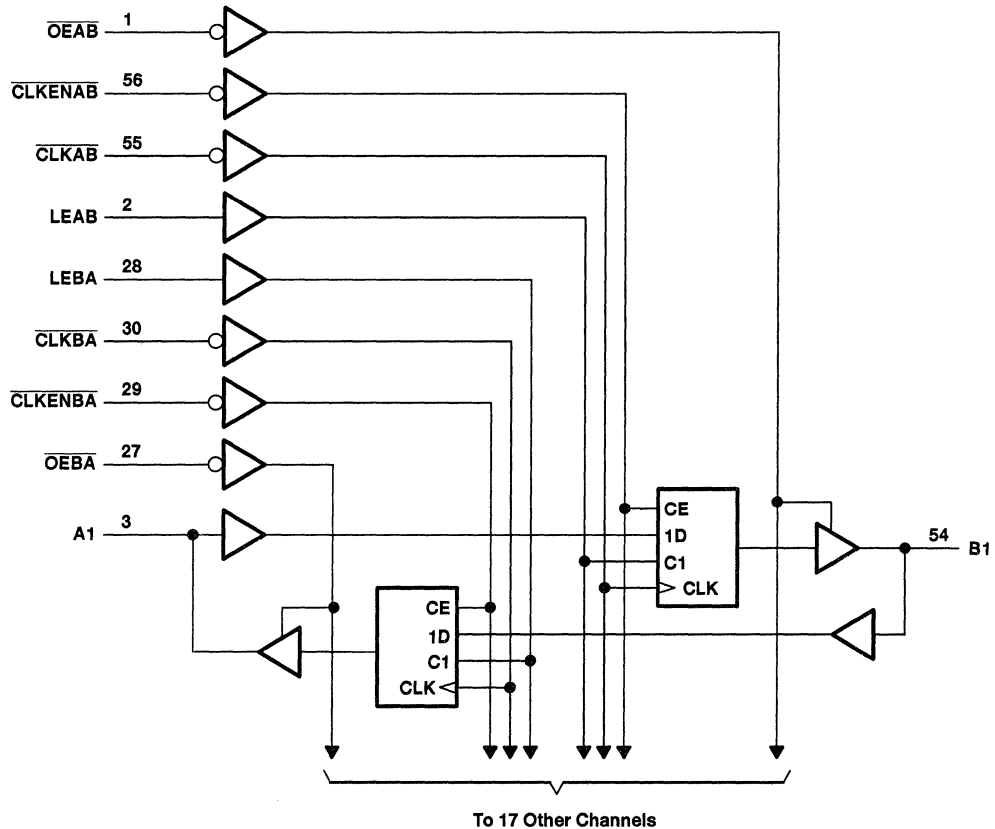 OEAB 1
CLKENAB 56
CLKAB 55
LEAB 2
LEBA 28
CLKBA 30
CLKENBA 29
OEBA 27
A1 3
CE
1D
C1
CLK
54 B1
CE
1D
C1
CLK
To 17 Other Channels